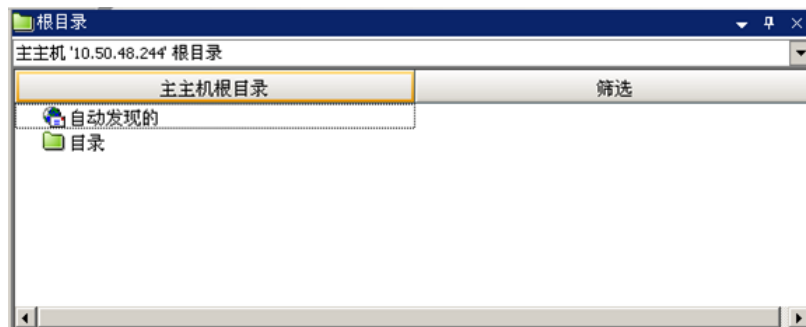 根目录
主主机 '10.50.48.244' 根目录
主主机根目录 筛选
自动发现的
目录